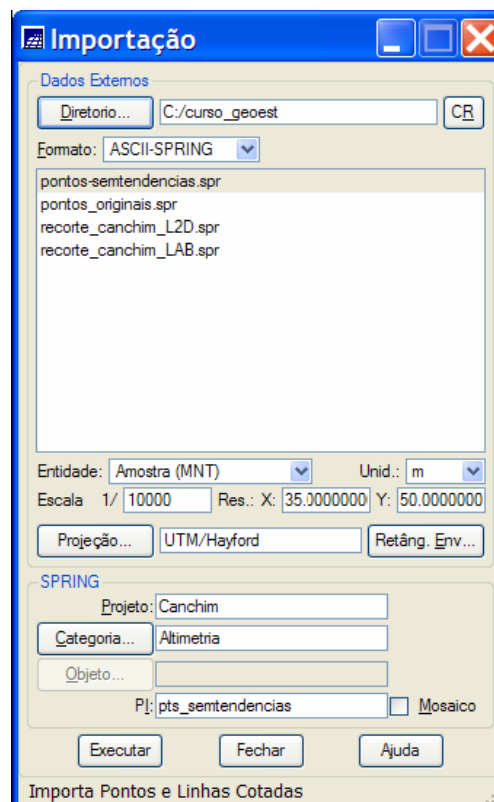 Importação
Dados Externos
Diretorio... C:/curso_geoest CR
Formato: ASCII-SPRING
pontos-semtendencias.spr
pontos_originais.spr
recorte_canchim_L2D.spr
recorte_canchim_LAB.spr
Entidade: Amostra (MNT) Unid.: m
Escala 1/ 10000 Res.: X: 35.0000000 Y: 50.0000000
Projeção... UTM/Hayford Retâng. Env...
SPRING
Projeto: Canchim
Categoria... Altimetria
Objeto...
PI: pts_semtendencias Mosaico
Executar Fechar Ajuda
Importa Pontos e Linhas Cotadas